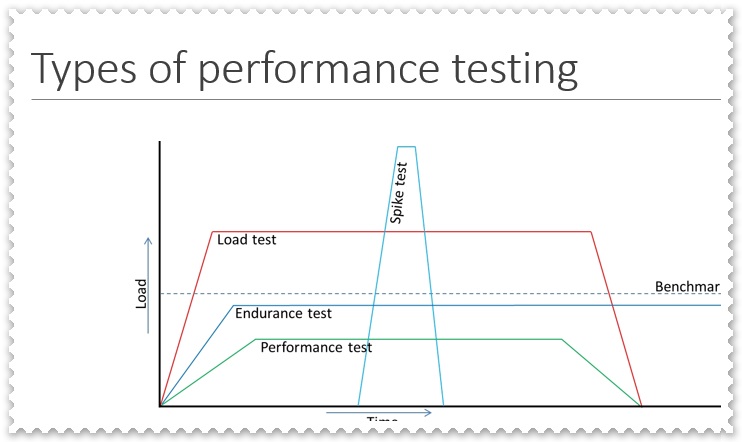 Types of performance testing
Spike test
Load test
Benchmar
Load
Endurance test
Performance test
Time